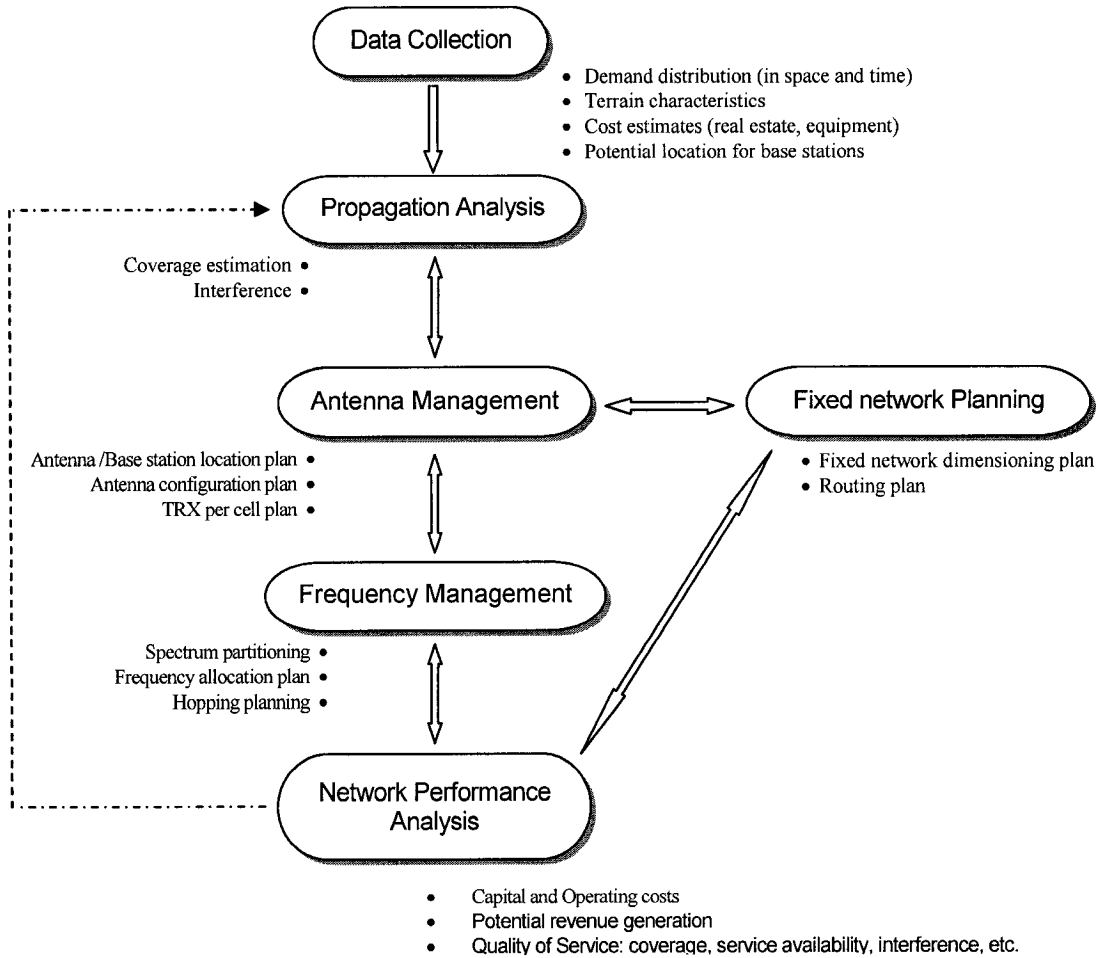 Data Collection
• Demand distribution (in space and time)
• Terrain characteristics
• Cost estimates (real estate, equipment)
• Potential location for base stations
Propagation Analysis
Coverage estimation •
Interference •
Antenna Management
Fixed network Planning
Antenna /Base station location plan •
Antenna configuration plan •
TRX per cell plan •
• Fixed network dimensioning plan
• Routing plan
Frequency Management
Spectrum partitioning •
Frequency allocation plan •
Hopping planning •
Network Performance
Analysis
• Capital and Operating costs
• Potential revenue generation
• Quality of Service: coverage, service availability, interference, etc.